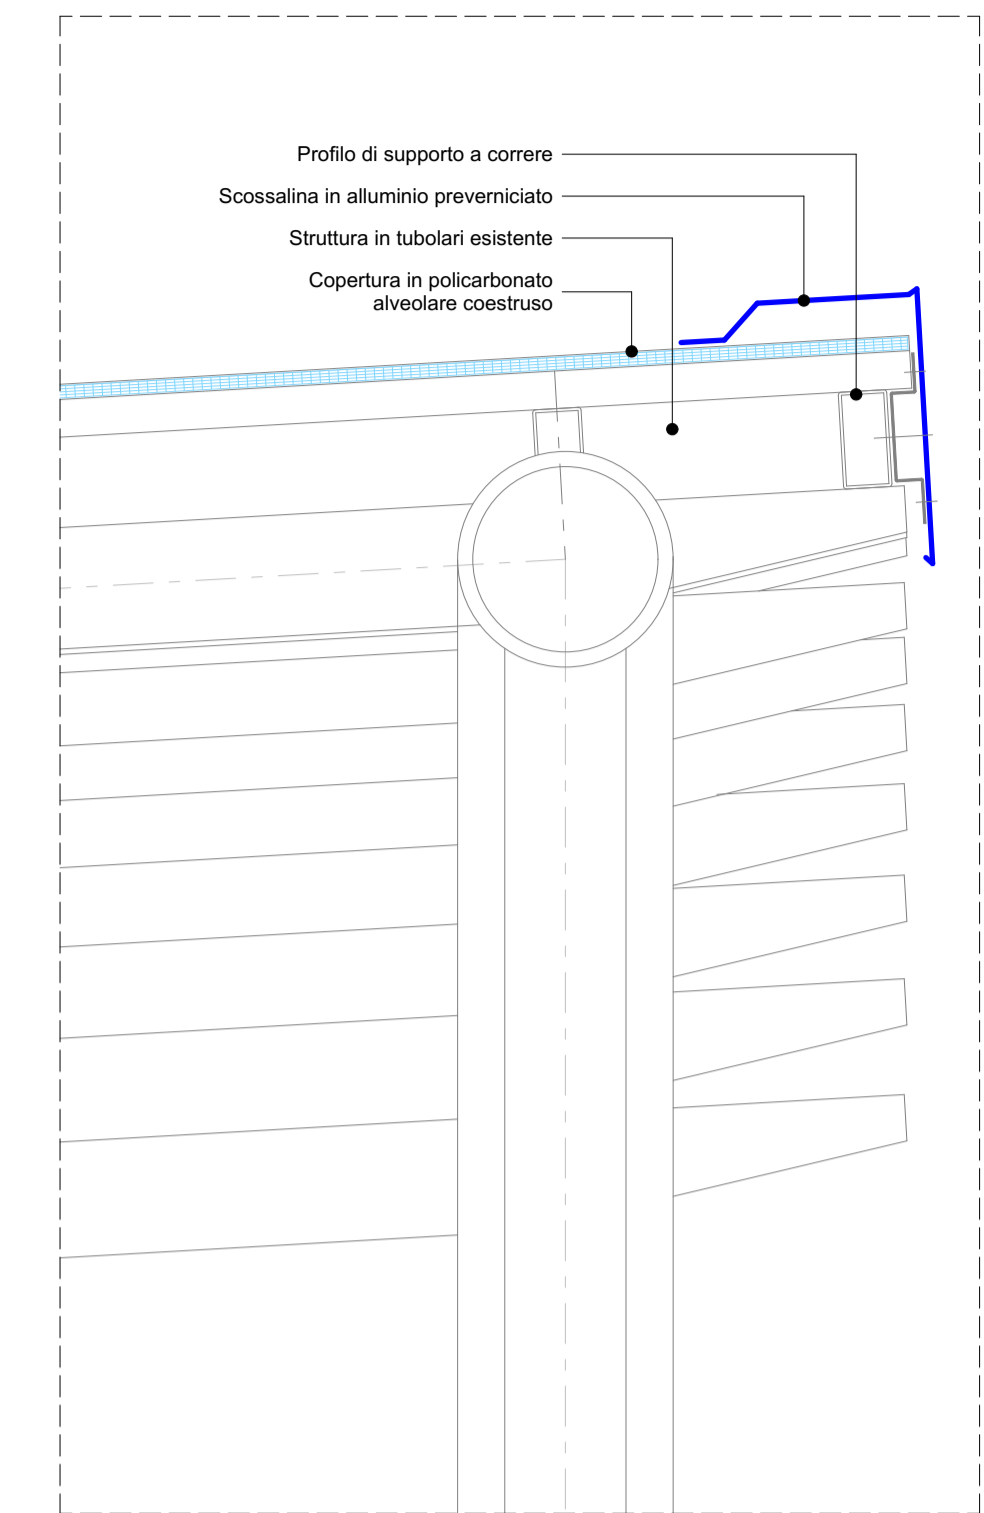 Profilo di supporto a correre
Scossalina in alluminio preverniciato
Struttura in tubolari esistente
Copertura in policarbonato
alveolare coestruso